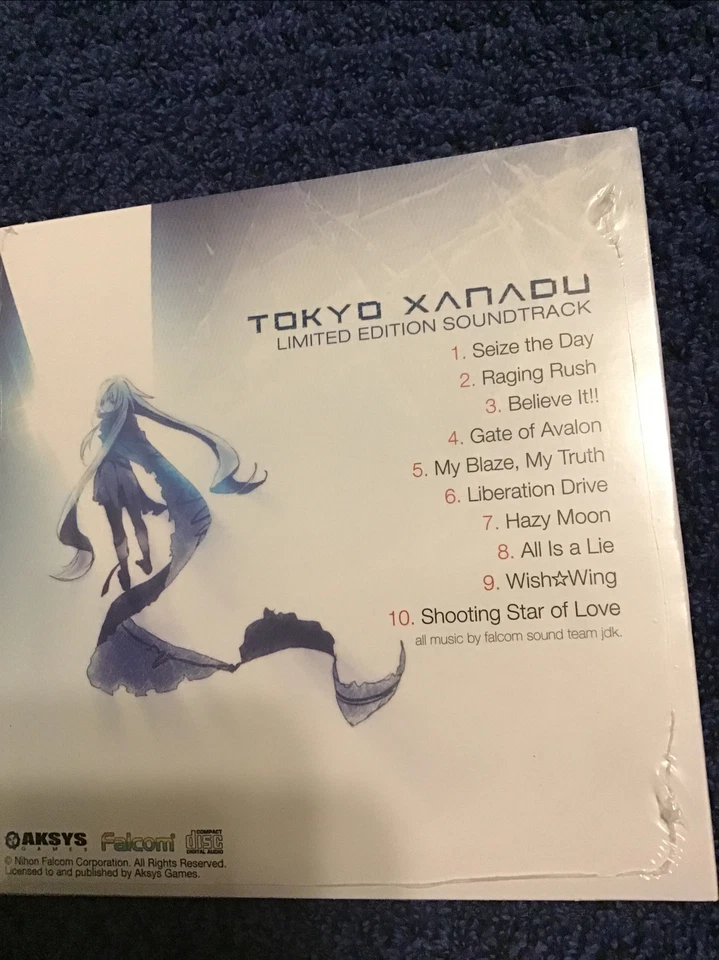 TOKYO XANADU
LIMITED EDITION SOUNDTRACK
1. Seize the Day
2. Raging Rush
3. Believe It!!
4. Gate of Avalon
5. My Blaze, My Truth
6. Liberation Drive
7. Hazy Moon
8. All Is a Lie
9. Wish☆Wing
10. Shooting Star of Love
all music by falcom sound team jdk.
AKSYS
GAMES
Falcom
COMPACT
disc
DIGITAL AUDIO
© Nihon Falcom Corporation. All Rights Reserved.
Licensed to and published by Aksys Games.